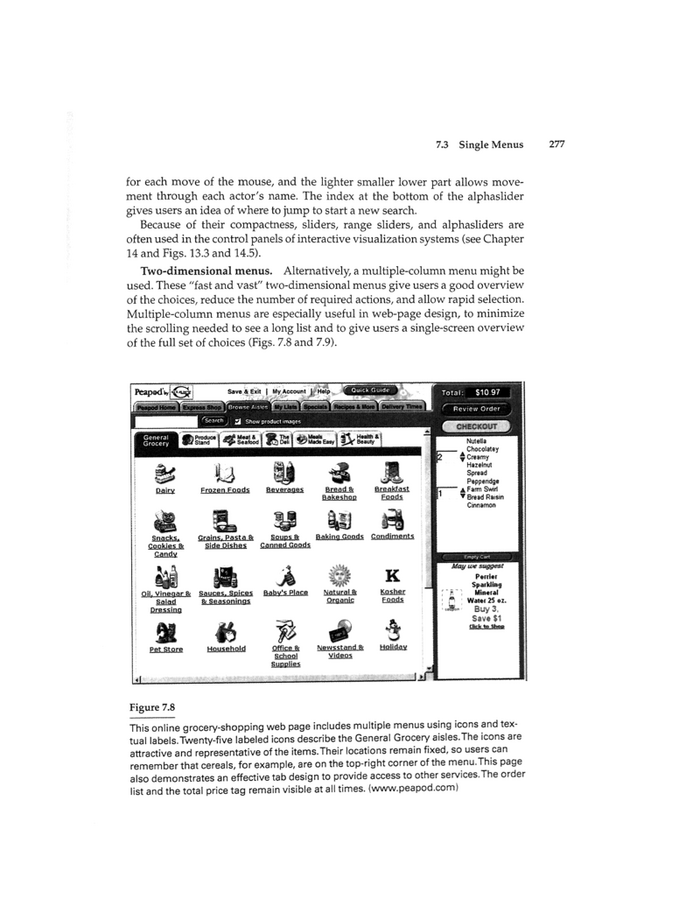 7.3 Single Menus 277
for each move of the mouse, and the lighter smaller lower part allows move-
ment through each actor's name. The index at the bottom of the alphaslider
gives users an idea of where to jump to start a new search.
Because of their compactness, sliders, range sliders, and alphasliders are
often used in the control panels of interactive visualization systems (see Chapter
14 and Figs. 13.3 and 14.5).
Two-dimensional menus. Alternatively, a multiple-column menu might be
used. These "fast and vast" two-dimensional menus give users a good overview
of the choices, reduce the number of required actions, and allow rapid selection.
Multiple-column menus are especially useful in web-page design, to minimize
the scrolling needed to see a long list and to give users a single-screen overview
of the full set of choices (Figs. 7.8 and 7.9).
Peapod by Save & Exit | My Account | Help Quick Guide
Peapod Home Express Shop Browse Aisles My Lists Specials Recipes & More Delivery Times
Search Show product images
General Grocery Produce Stand Meat & Seafood The Deli Meals Made Easy Health & Beauty
Dairy Frozen Foods Beverages Bread & Bakeshop Breakfast Foods
Snacks, Cookies & Candy Grains, Pasta & Side Dishes Soups & Canned Goods Baking Goods Condiments
Oil, Vinegar & Salad Dressing Sauces, Spices & Seasonings Baby's Place Natural & Organic K Kosher Foods
Pet Store Household Office & School Supplies Newsstand & Videos Holiday
Total: $10.97
Review Order
CHECKOUT
Nutella
Chocolatey
2 Creamy
Hazelnut
Spread
Pepperidge
1 Farm Swirl
Bread Raisin
Cinnamon
Empty Cart
May we suggest
Perrier
Sparkling
Mineral
Water 25 oz.
Buy 3,
Save $1
Click to Shop
Figure 7.8
This online grocery-shopping web page includes multiple menus using icons and tex-
tual labels. Twenty-five labeled icons describe the General Grocery aisles. The icons are
attractive and representative of the items. Their locations remain fixed, so users can
remember that cereals, for example, are on the top-right corner of the menu. This page
also demonstrates an effective tab design to provide access to other services. The order
list and the total price tag remain visible at all times. (www.peapod.com)